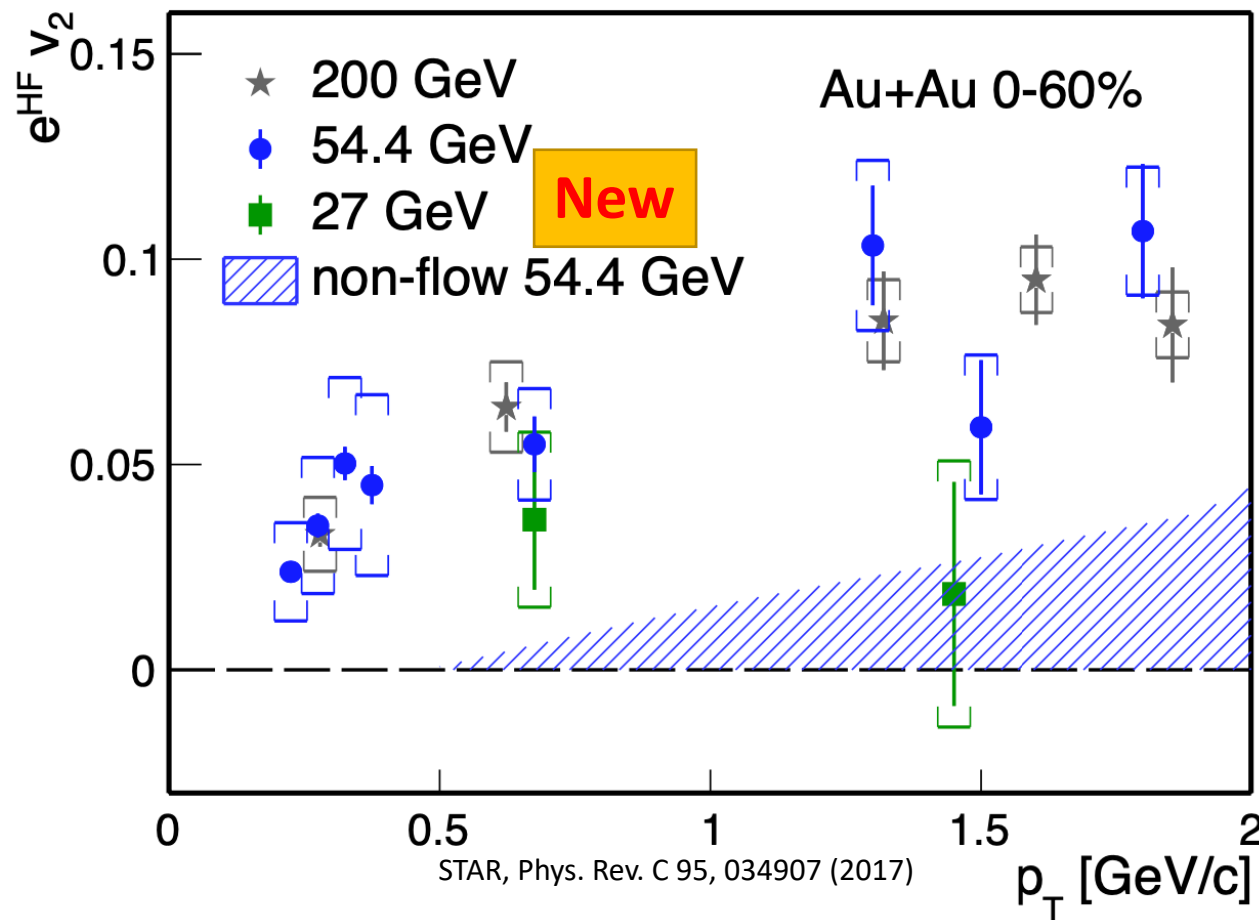 e^HF v_2
0.15
0.1
0.05
0
200 GeV
54.4 GeV
27 GeV
non-flow 54.4 GeV
New
Au+Au 0-60%
0 0.5 1 1.5 2
STAR, Phys. Rev. C 95, 034907 (2017)
p_T [GeV/c]